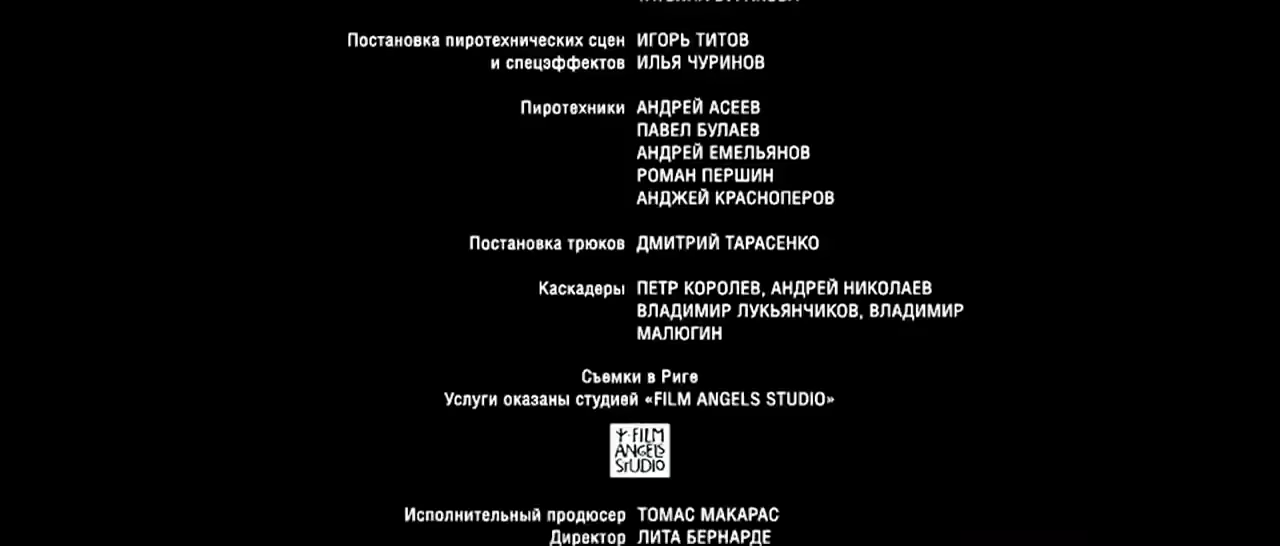 Постановка пиротехнических сцен ИГОРЬ ТИТОВ
и спецэффектов ИЛЬЯ ЧУРИНОВ
Пиротехники АНДРЕЙ АСЕЕВ
ПАВЕЛ БУЛАЕВ
АНДРЕЙ ЕМЕЛЬЯНОВ
РОМАН ПЕРШИН
АНДЖЕЙ КРАСНОПЕРОВ
Постановка трюков ДМИТРИЙ ТАРАСЕНКО
Каскадеры ПЕТР КОРОЛЕВ, АНДРЕЙ НИКОЛАЕВ
ВЛАДИМИР ЛУКЬЯНЧИКОВ, ВЛАДИМИР
МАЛЮГИН
Съемки в Риге
Услуги оказаны студией «FILM ANGELS STUDIO»
FILM
ANGELS
STUDIO
Исполнительный продюсер ТОМАС МАКАРАС
Директор ЛИТА БЕРНАРДЕ